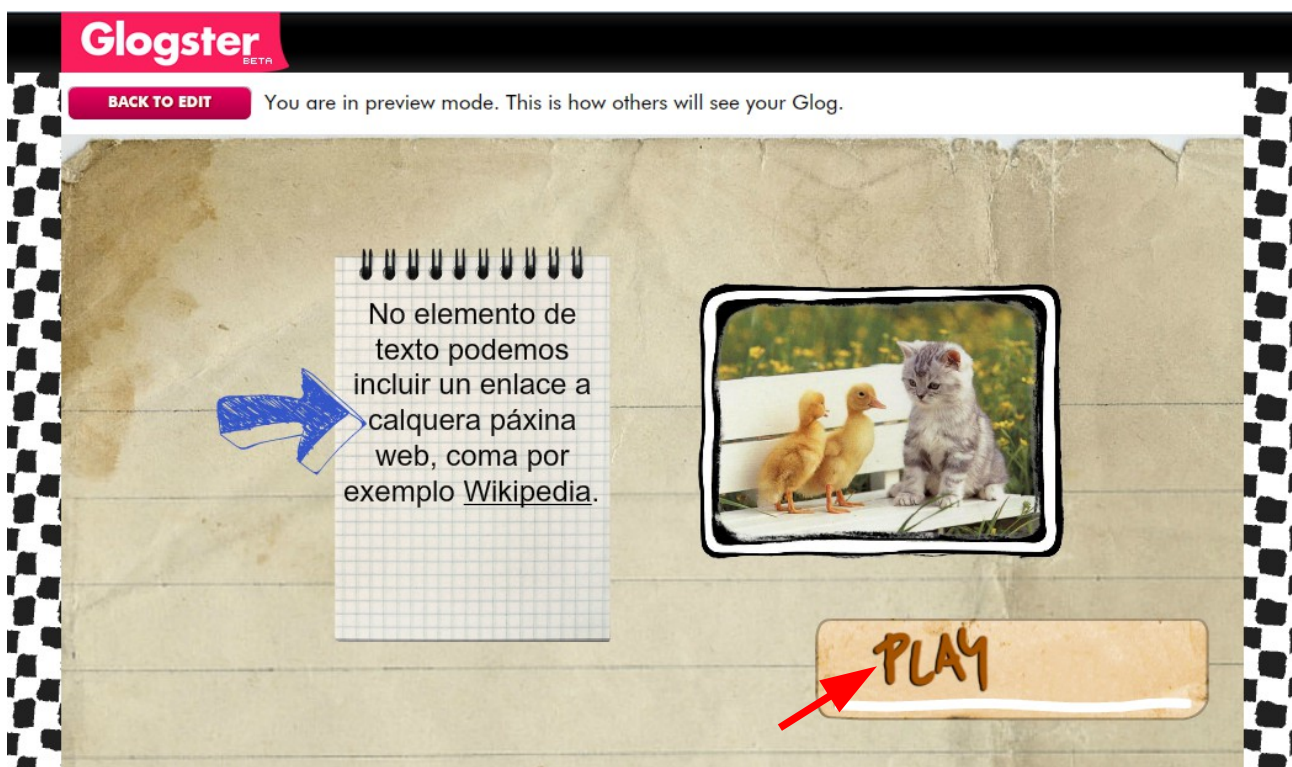 Glogster
BETA
BACK TO EDIT
You are in preview mode. This is how others will see your Glog.
No elemento de
texto podemos
incluir un enlace a
calquera páxina
web, coma por
exemplo Wikipedia.
PLAY